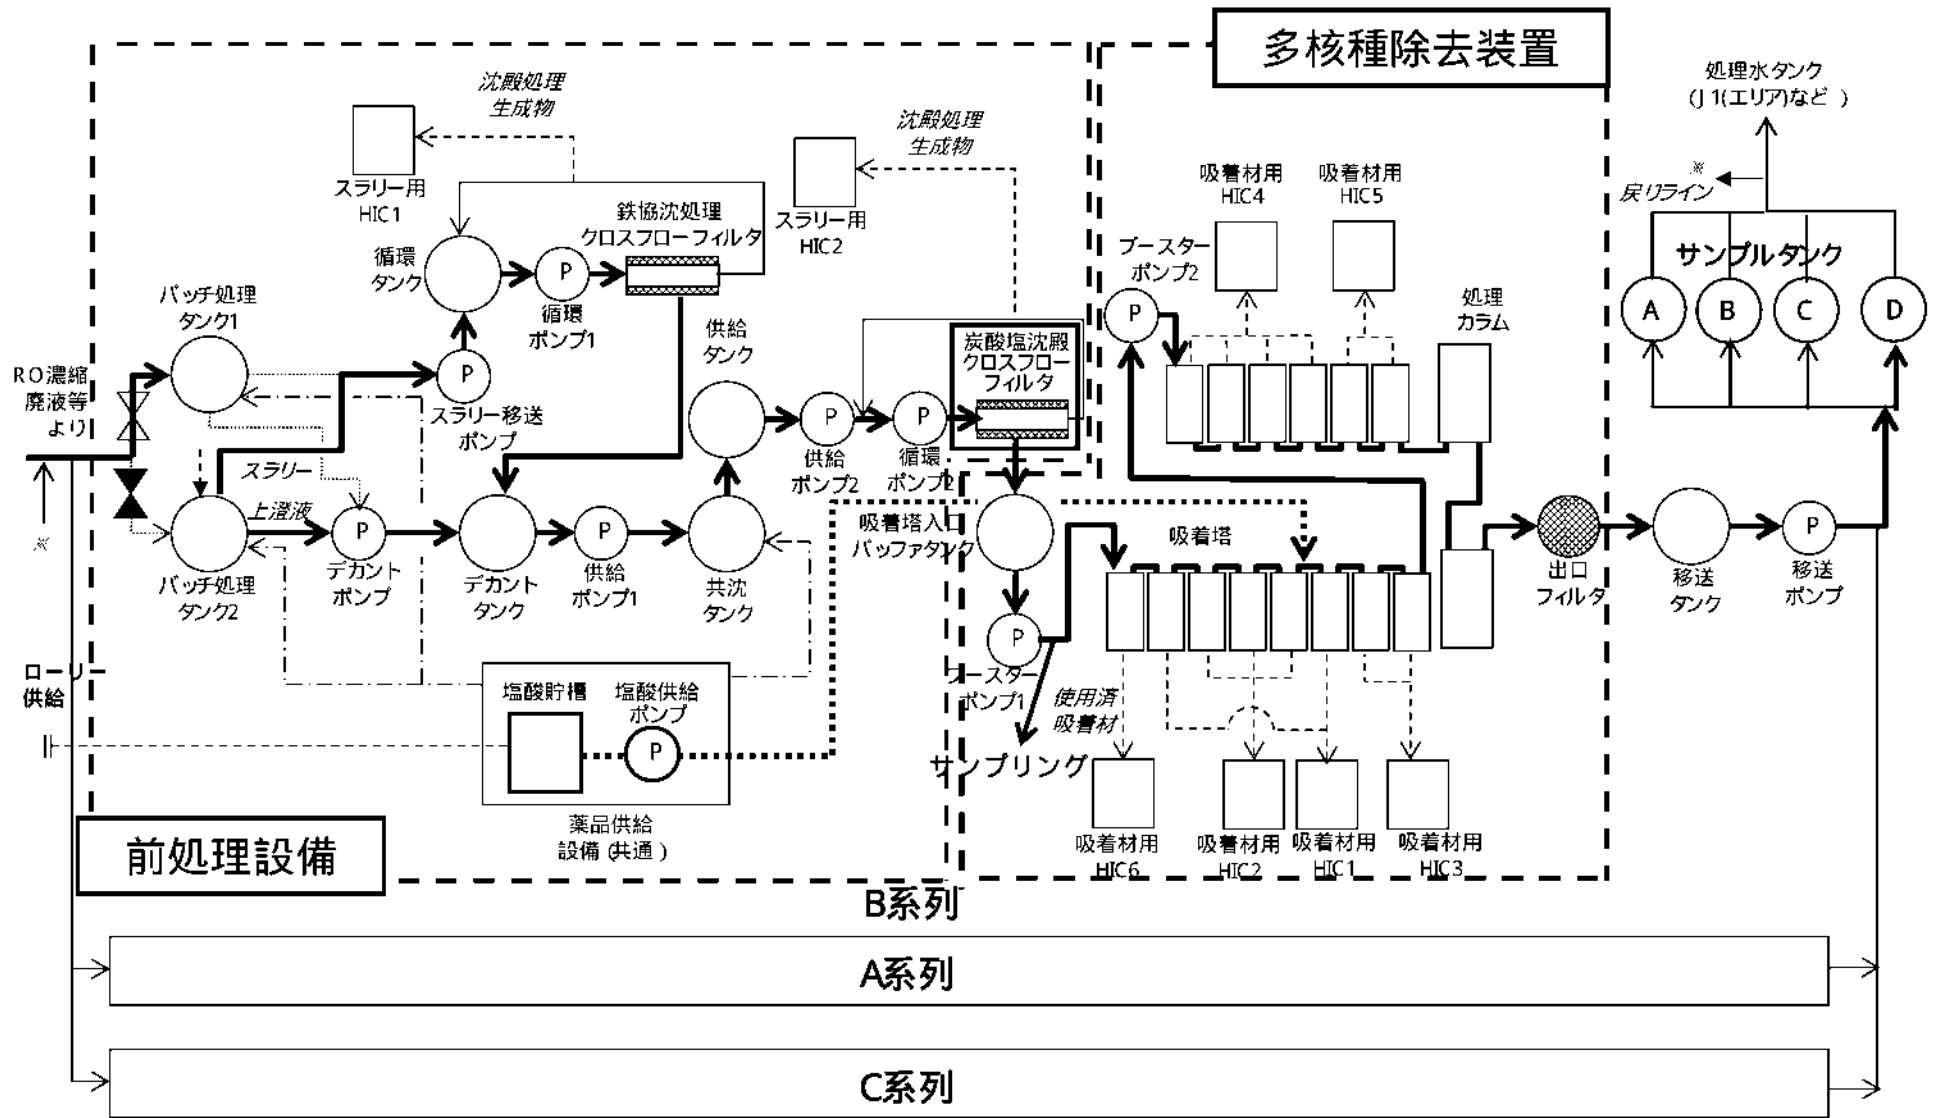 多核種除去装置
処理水タンク
(J1(エリア)など )
沈殿処理
生成物
スラリー用
HIC1
沈殿処理
生成物
スラリー用
HIC2
吸着材用
HIC4
吸着材用
HIC5
※
戻りライン
サンプルタンク
A
B
C
D
鉄共沈処理
クロスフローフィルタ
循環
タンク
P
循環
ポンプ1
ブースター
ポンプ2
P
処理
カラム
バッチ処理
タンク1
供給
タンク
炭酸塩沈殿
クロスフロー
フィルタ
RO濃縮
廃液等
より
P
スラリー移送
ポンプ
P
供給
ポンプ2
P
循環
ポンプ2
スラリー
上澄液
※
バッチ処理
タンク2
P
デカント
ポンプ
デカント
タンク
P
供給
ポンプ1
共沈
タンク
吸着塔入口
バッファタンク
吸着塔
出口
フィルタ
移送
タンク
P
移送
ポンプ
P
ブースター
ポンプ1
使用済
吸着材
サンプリング
ローリー
供給
塩酸貯槽
塩酸供給
ポンプ
P
薬品供給
設備 (共通 )
吸着材用
HIC6
吸着材用
HIC2
吸着材用
HIC1
吸着材用
HIC3
前処理設備
B系列
A系列
C系列